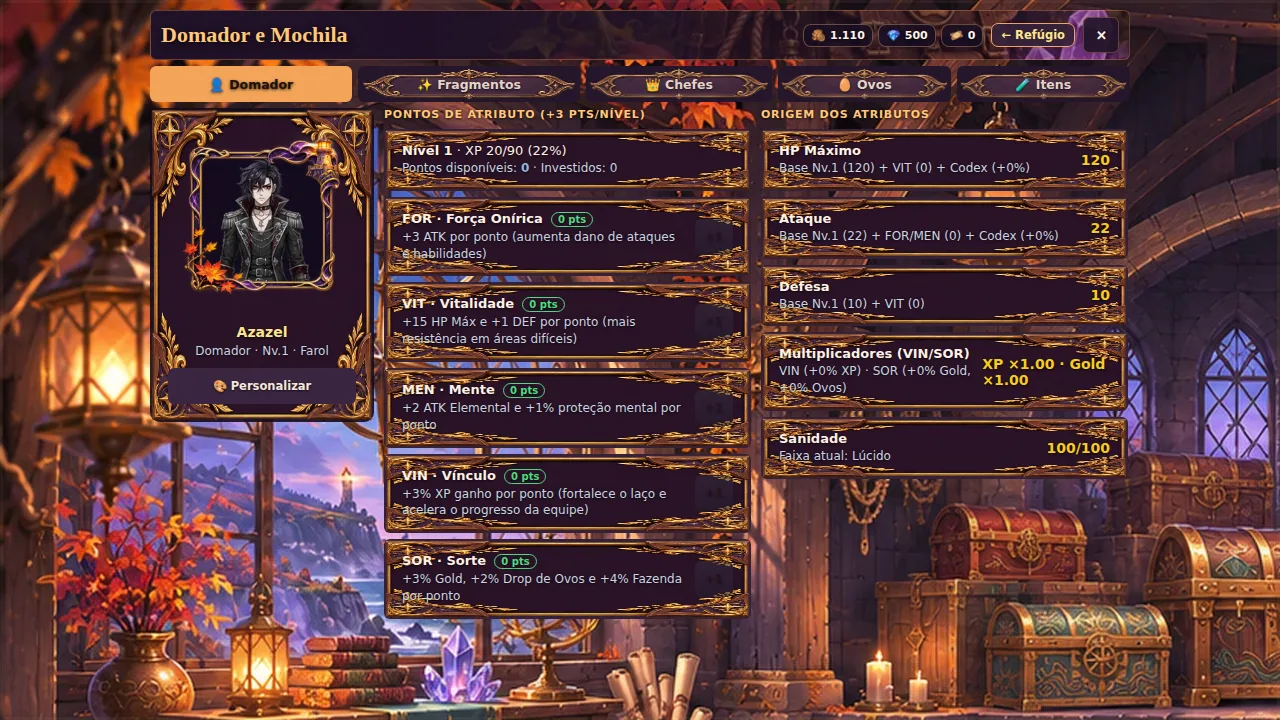 Domador e Mochila
1.110
500
0
← Refúgio
×
Domador
Fragmentos
Chefes
Ovos
Itens
Azazel
Domador · Nv.1 · Farol
Personalizar
PONTOS DE ATRIBUTO (+3 PTS/NÍVEL)
Nível 1 · XP 20/90 (22%)
Pontos disponíveis: 0 · Investidos: 0
FOR · Força Onírica 0 pts
+3 ATK por ponto (aumenta dano de ataques
e habilidades)
VIT · Vitalidade 0 pts
+15 HP Máx e +1 DEF por ponto (mais
resistência em áreas difíceis)
MEN · Mente 0 pts
+2 ATK Elemental e +1% proteção mental por
ponto
VIN · Vínculo 0 pts
+3% XP ganho por ponto (fortalece o laço e
acelera o progresso da equipe)
SOR · Sorte 0 pts
+3% Gold, +2% Drop de Ovos e +4% Fazenda
por ponto
ORIGEM DOS ATRIBUTOS
HP Máximo
Base Nv.1 (120) + VIT (0) + Codex (+0%)
120
Ataque
Base Nv.1 (22) + FOR/MEN (0) + Codex (+0%)
22
Defesa
Base Nv.1 (10) + VIT (0)
10
Multiplicadores (VIN/SOR)
VIN (+0% XP) · SOR (+0% Gold,
+0% Ovos)
XP ×1.00 · Gold
×1.00
Sanidade
Faixa atual: Lúcido
100/100